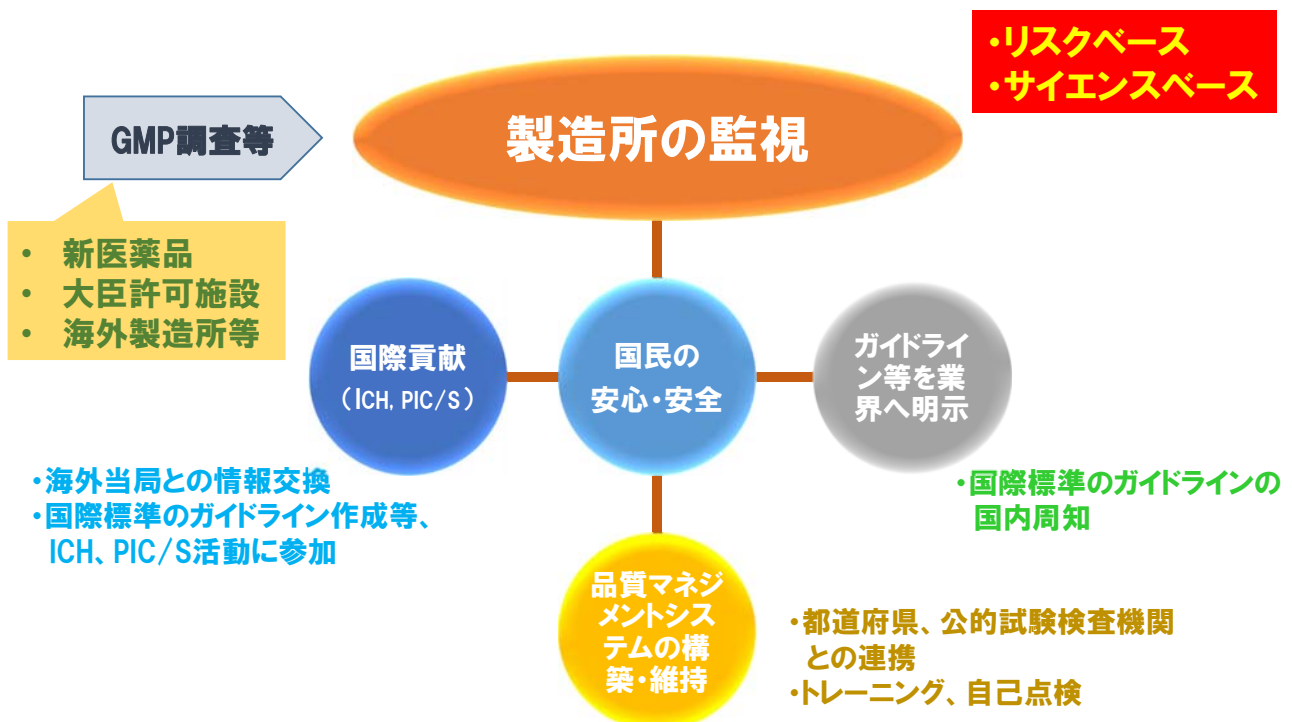 ・リスクベース
・サイエンスベース
GMP調査等
製造所の監視
• 新医薬品
• 大臣許可施設
• 海外製造所等
国際貢献
（ICH, PIC/S）
国民の
安心・安全
ガイドライ
ン等を業
界へ明示
・海外当局との情報交換
・国際標準のガイドライン作成等、
ICH、PIC/S活動に参加
・国際標準のガイドラインの
国内周知
品質マネジ
メントシス
テムの構
築・維持
・都道府県、公的試験検査機関
との連携
・トレーニング、自己点検